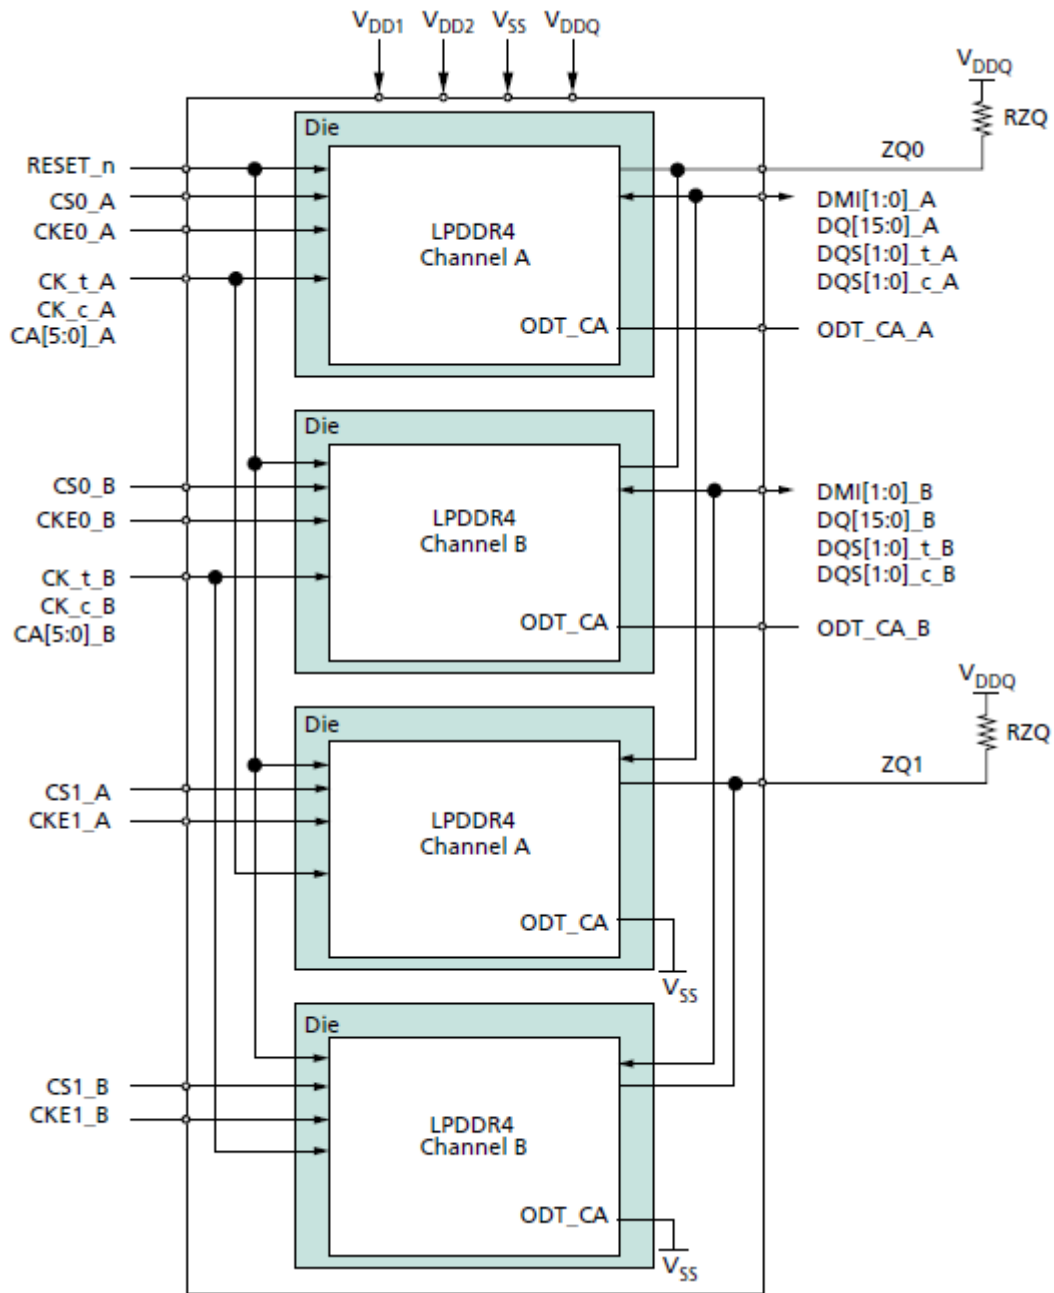 VDD1 VDD2 VSS VDDQ
VDDQ
RZQ
Die
RESET_n
ZQ0
CS0_A
DMI[1:0]_A
CKE0_A
LPDDR4
Channel A
DQ[15:0]_A
DQS[1:0]_t_A
CK_t_A
DQS[1:0]_c_A
CK_c_A
CA[5:0]_A
ODT_CA
ODT_CA_A
Die
CS0_B
DMI[1:0]_B
CKE0_B
LPDDR4
Channel B
DQ[15:0]_B
DQS[1:0]_t_B
CK_t_B
DQS[1:0]_c_B
CK_c_B
CA[5:0]_B
ODT_CA
ODT_CA_B
VDDQ
Die
RZQ
ZQ1
CS1_A
CKE1_A
LPDDR4
Channel A
ODT_CA
VSS
Die
CS1_B
CKE1_B
LPDDR4
Channel B
ODT_CA
VSS